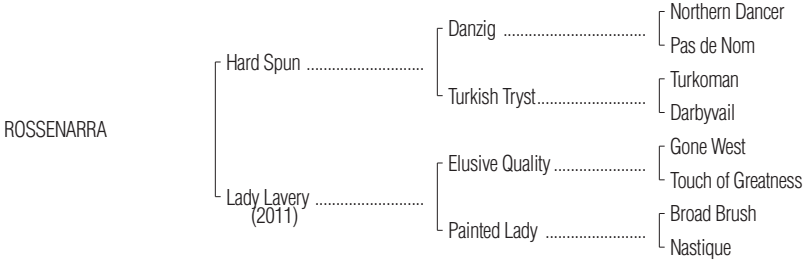 Northern Dancer
Danzig ................................
Pas de Nom
Hard Spun ..........................
Turkoman
Turkish Tryst........................
Darbyvail
ROSSENARRA
Gone West
Elusive Quality .....................
Touch of Greatness
Lady Lavery ........................
(2011)
Broad Brush
Painted Lady .......................
Nastique